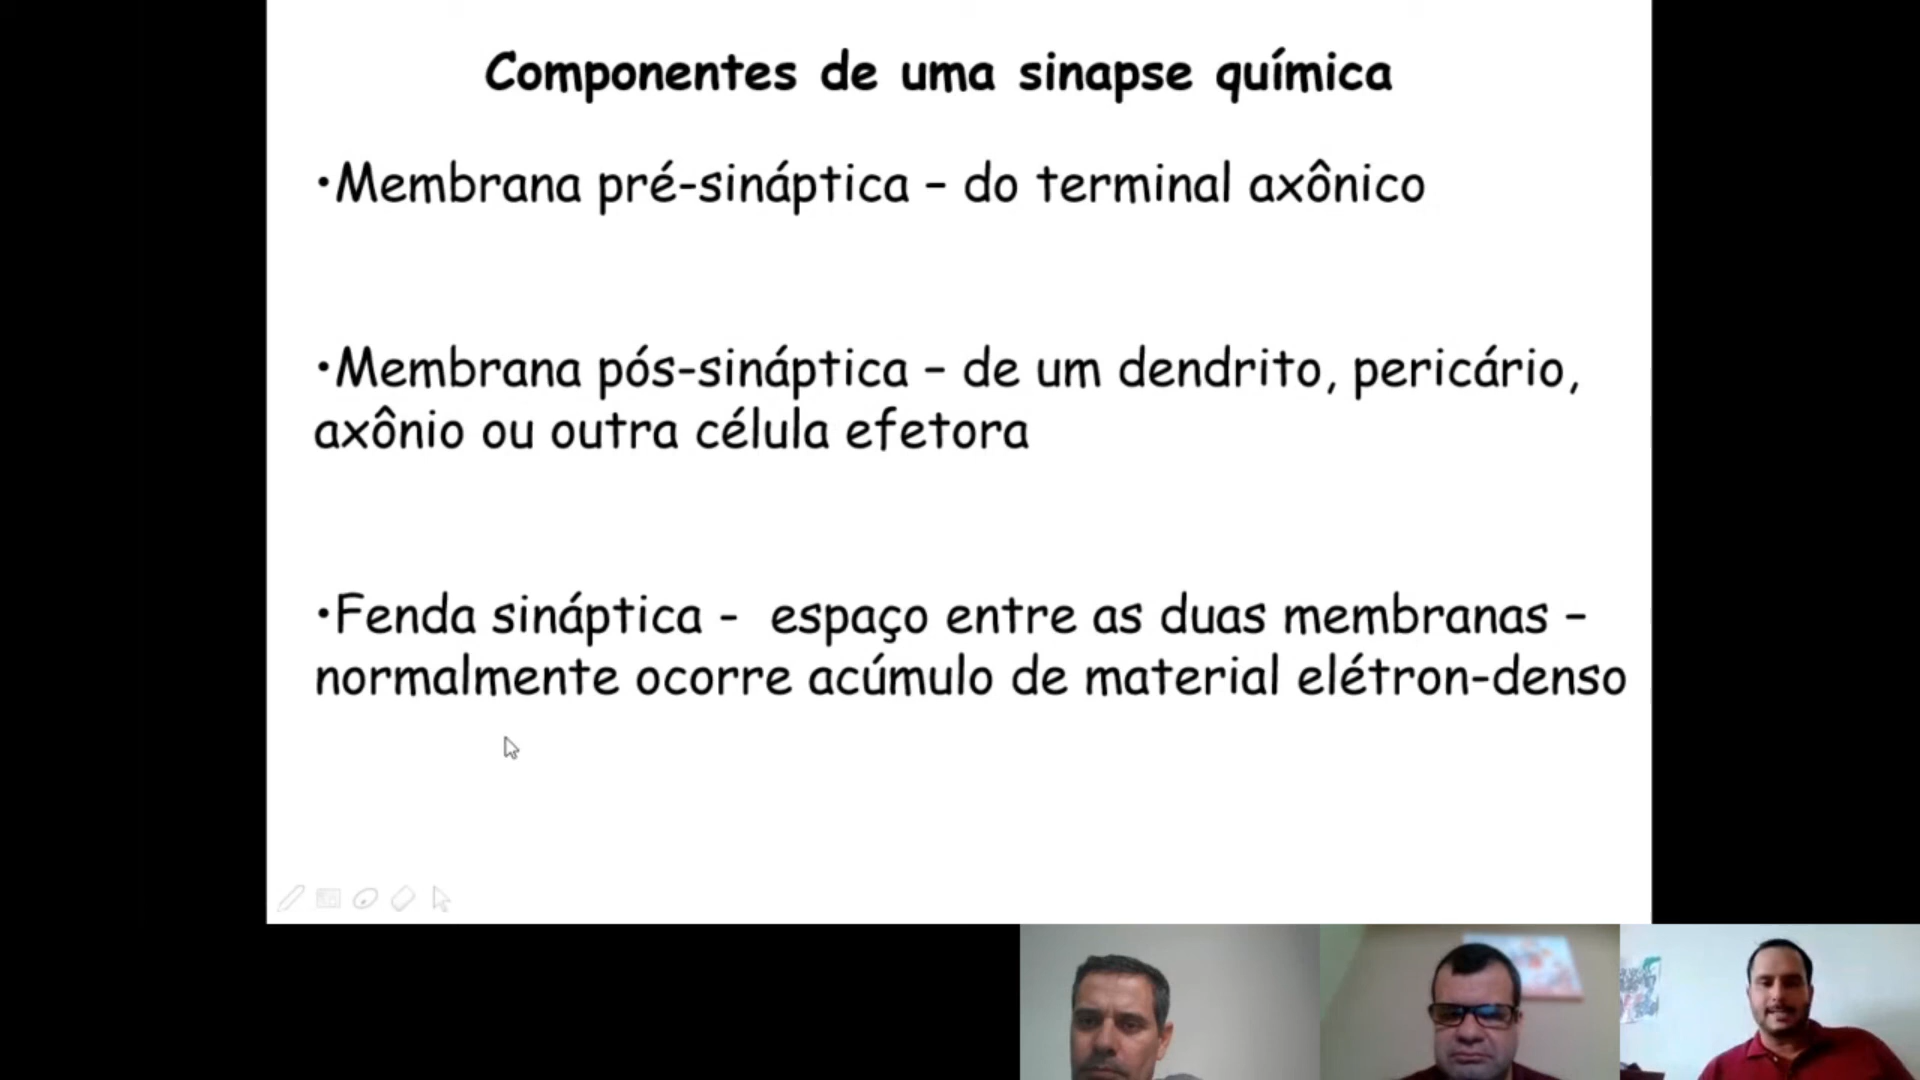 Componentes de uma sinapse química
•Membrana pré-sináptica – do terminal axônico
•Membrana pós-sináptica – de um dendrito, pericário,
axônio ou outra célula efetora
•Fenda sináptica -  espaço entre as duas membranas –
normalmente ocorre acúmulo de material elétron-denso